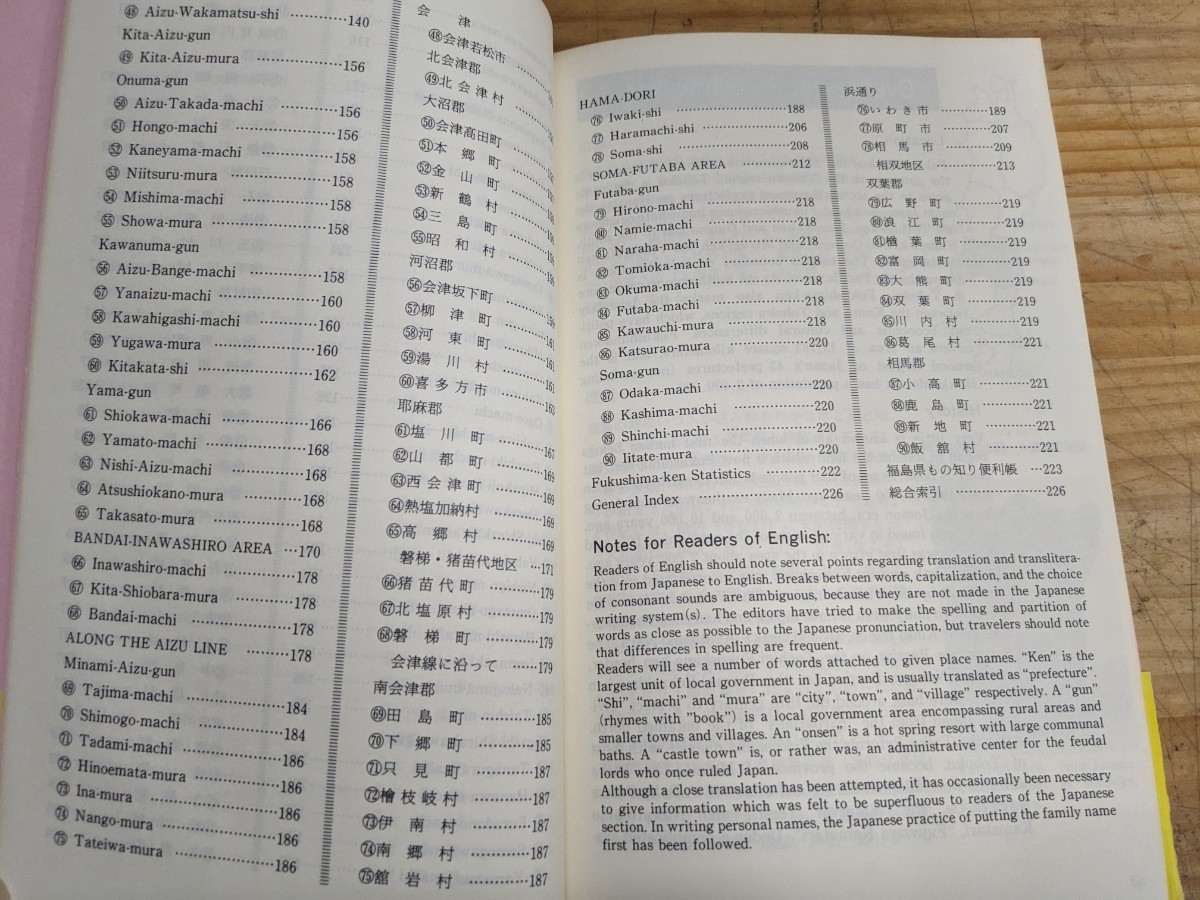 ㊽ Aizu-Wakamatsu-shi …………140
Kita-Aizu-gun
㊾ Kita-Aizu-mura …………………156
Onuma-gun
㊿ Aizu-Takada-machi ……………156
51 Hongo-machi ……………………156
52 Kaneyama-machi ………………158
53 Niitsuru-mura ……………………158
54 Mishima-machi …………………158
55 Showa-mura ……………………158
Kawanuma-gun
56 Aizu-Bange-machi ………………158
57 Yanaizu-machi …………………160
58 Kawahigashi-machi ……………160
59 Yugawa-mura ……………………160
60 Kitakata-shi ………………………162
Yama-gun
61 Shiokawa-machi …………………166
62 Yamato-machi ……………………168
63 Nishi-Aizu-machi ………………168
64 Atsushiokano-mura ……………168
65 Takasato-mura …………………168
BANDAI-INAWASHIRO AREA …170
66 Inawashiro-machi ………………178
67 Kita-Shiobara-mura ……………178
68 Bandai-machi ……………………178
ALONG THE AIZU LINE …………178
Minami-Aizu-gun
69 Tajima-machi ……………………184
70 Shimogo-machi …………………184
71 Tadami-machi ……………………186
72 Hinoemata-mura ………………186
73 Ina-mura …………………………186
74 Nango-mura ……………………186
75 Tateiwa-mura ……………………186
会 津
㊽会津若松市
北会津郡
㊾北会津村
大沼郡
㊿会津高田町
51本郷町
52金山町
53新鶴村
54三島町
55昭和村
河沼郡
56会津坂下町
57柳津町 …………161
58河東町 …………161
59湯川村 …………161
60喜多方市 …………163
耶麻郡
61塩川町 …………167
62山都町 …………169
63西会津町 …………169
64熱塩加納村 …………169
65高郷村 …………169
磐梯・猪苗代地区 …171
66猪苗代町 …………179
67北塩原村 …………179
68磐梯町 …………179
会津線に沿って ……179
南会津郡
69田島町 …………185
70下郷町 …………185
71只見町 …………187
72檜枝岐村 …………187
73伊南村 …………187
74南郷村 …………187
75舘岩村 …………187
HAMA-DORI
76 Iwaki-shi …………………………188
77 Haramachi-shi ……………………206
78 Soma-shi …………………………208
SOMA-FUTABA AREA ……………212
Futaba-gun
79 Hirono-machi ……………………218
80 Namie-machi ……………………218
81 Naraha-machi ……………………218
82 Tomioka-machi …………………218
83 Okuma-machi ……………………218
84 Futaba-machi ……………………218
85 Kawauchi-mura …………………218
86 Katsurao-mura ……………………220
Soma-gun
87 Odaka-machi ……………………220
88 Kashima-machi …………………220
89 Shinchi-machi ……………………220
90 Iitate-mura ………………………220
Fukushima-ken Statistics …………222
General Index ………………………226
浜通り
76いわき市 …………189
77原町市 …………207
78相馬市 …………209
相双地区 …………213
双葉郡
79広野町 …………219
80浪江町 …………219
81楢葉町 …………219
82富岡町 …………219
83大熊町 …………219
84双葉町 …………219
85川内村 …………219
86葛尾村 …………221
相馬郡
87小高町 …………221
88鹿島町 …………221
89新地町 …………221
90飯舘村 …………221
福島県もの知り便利帳 …223
総合索引 ………………226
Notes for Readers of English:
Readers of English should note several points regarding translation and translitera-
tion from Japanese to English. Breaks between words, capitalization, and the choice
of consonant sounds are ambiguous, because they are not made in the Japanese
writing system(s). The editors have tried to make the spelling and partition of
words as close as possible to the Japanese pronunciation, but travelers should note
that differences in spelling are frequent.
Readers will see a number of words attached to given place names. “Ken” is the
largest unit of local government in Japan, and is usually translated as “prefecture”.
“Shi”, “machi” and “mura” are “city”, “town”, and “village” respectively. A “gun”
(rhymes with ”book”) is a local government area encompassing rural areas and
smaller towns and villages. An “onsen” is a hot spring resort with large communal
baths. A “castle town” is, or rather was, an administrative center for the feudal
lords who once ruled Japan.
Although a close translation has been attempted, it has occasionally been necessary
to give information which was felt to be superfluous to readers of the Japanese
section. In writing personal names, the Japanese practice of putting the family name
first has been followed.